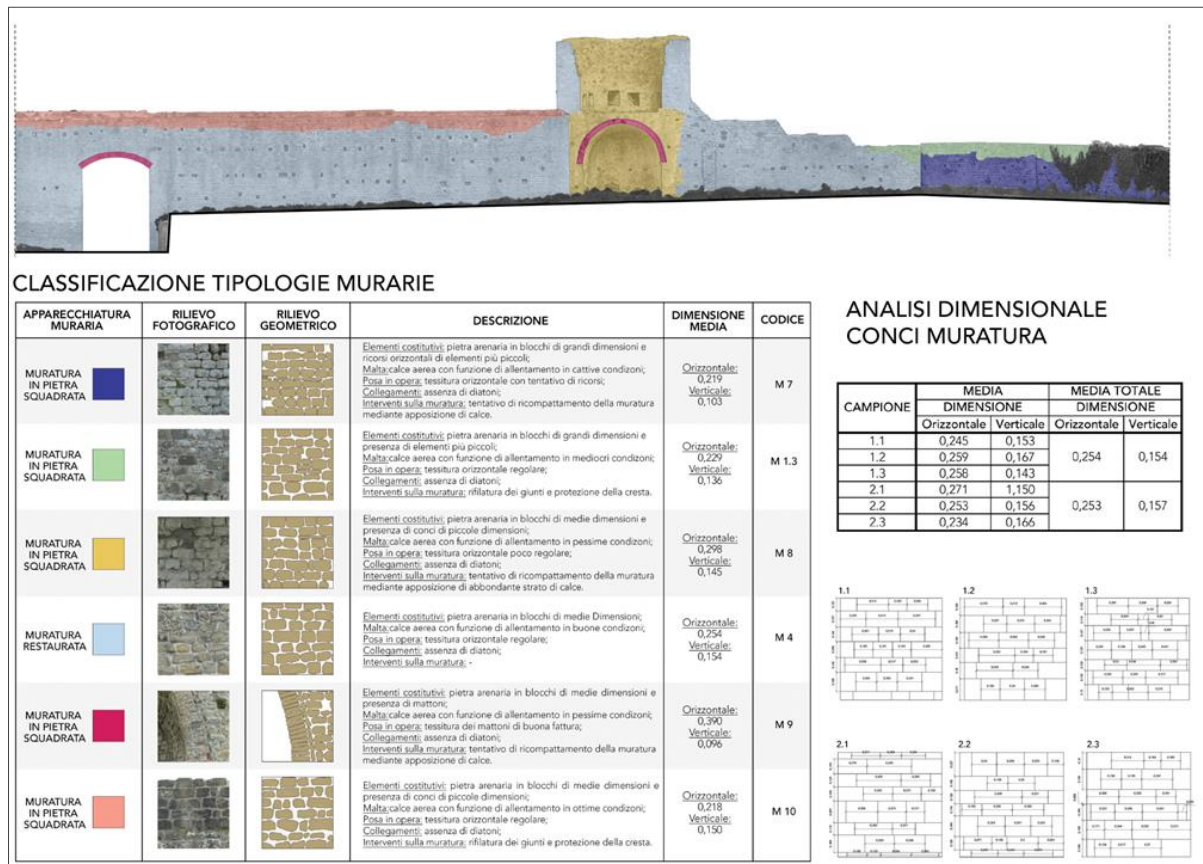 CLASSIFICAZIONE TIPOLOGIE MURARIE
APPARECCHIATURA MURARIA
RILIEVO FOTOGRAFICO
RILIEVO GEOMETRICO
DESCRIZIONE
DIMENSIONE MEDIA
CODICE
MURATURA
IN PIETRA
SQUADRATA
Elementi costitutivi: pietra arenaria in blocchi di grandi dimensioni e
ricorsi orizzontali di elementi più piccoli;
Malta:calce aerea con funzione di allentamento in cattive condizoni;
Posa in opera: tessitura orizzontale con tentativo di ricorsi;
Collegamenti: assenza di diatoni;
Interventi sulla muratura: tentativo di ricompattamento della muratura
mediante apposizione di calce.
Orizzontale:
0,219
Verticale:
0,103
M 7
MURATURA
IN PIETRA
SQUADRATA
Elementi costitutivi: pietra arenaria in blocchi di grandi dimensioni e
presenza di elementi più piccoli;
Malta:calce aerea con funzione di allentamento in mediocri condizoni;
Posa in opera: tessitura orizzontale regolare;
Collegamenti: assenza di diatoni;
Interventi sulla muratura: rifilatura dei giunti e protezione della cresta.
Orizzontale:
0,229
Verticale:
0,136
M 1.3
MURATURA
IN PIETRA
SQUADRATA
Elementi costitutivi: pietra arenaria in blocchi di medie dimensioni e
presenza di conci di piccole dimensioni;
Malta:calce aerea con funzione di allentamento in pessime condizoni;
Posa in opera: tessitura orizzontale poco regolare;
Collegamenti: assenza di diatoni;
Interventi sulla muratura: tentativo di ricompattamento della muratura
mediante apposizione di abbondante strato di calce.
Orizzontale:
0,298
Verticale:
0,145
M 8
MURATURA
RESTAURATA
Elementi costitutivi: pietra arenaria in blocchi di medie Dimensioni;
Malta:calce aerea con funzione di allentamento in buone condizoni;
Posa in opera: tessitura orizzontale regolare;
Collegamenti: assenza di diatoni;
Interventi sulla muratura: -
Orizzontale:
0,254
Verticale:
0,154
M 4
MURATURA
IN PIETRA
SQUADRATA
Elementi costitutivi: pietra arenaria in blocchi di medie dimensioni e
presenza di mattoni;
Malta:calce aerea con funzione di allentamento in pessime condizoni;
Posa in opera: tessitura dei mattoni di buona fattura;
Collegamenti: assenza di diatoni;
Interventi sulla muratura: tentativo di ricompattamento della muratura
mediante apposizione di calce.
Orizzontale:
0,390
Verticale:
0,096
M 9
MURATURA
IN PIETRA
SQUADRATA
Elementi costitutivi: pietra arenaria in blocchi di medie dimensioni e
presenza di conci di piccole dimensioni;
Malta:calce aerea con funzione di allentamento in ottime condizoni;
Posa in opera: tessitura orizzontale regolare;
Collegamenti: assenza di diatoni;
Interventi sulla muratura: rifilatura dei giunti e protezione della cresta.
Orizzontale:
0,218
Verticale:
0,150
M 10
ANALISI DIMENSIONALE
CONCI MURATURA
CAMPIONE
MEDIA MEDIA TOTALE
DIMENSIONE DIMENSIONE
Orizzontale Verticale Orizzontale Verticale
1.1 0,245 0,153
1.2 0,259 0,167 0,254 0,154
1.3 0,258 0,143
2.1 0,271 1,150
2.2 0,253 0,156 0,253 0,157
2.3 0,234 0,166
1.1 1.2 1.3
2.1 2.2 2.3